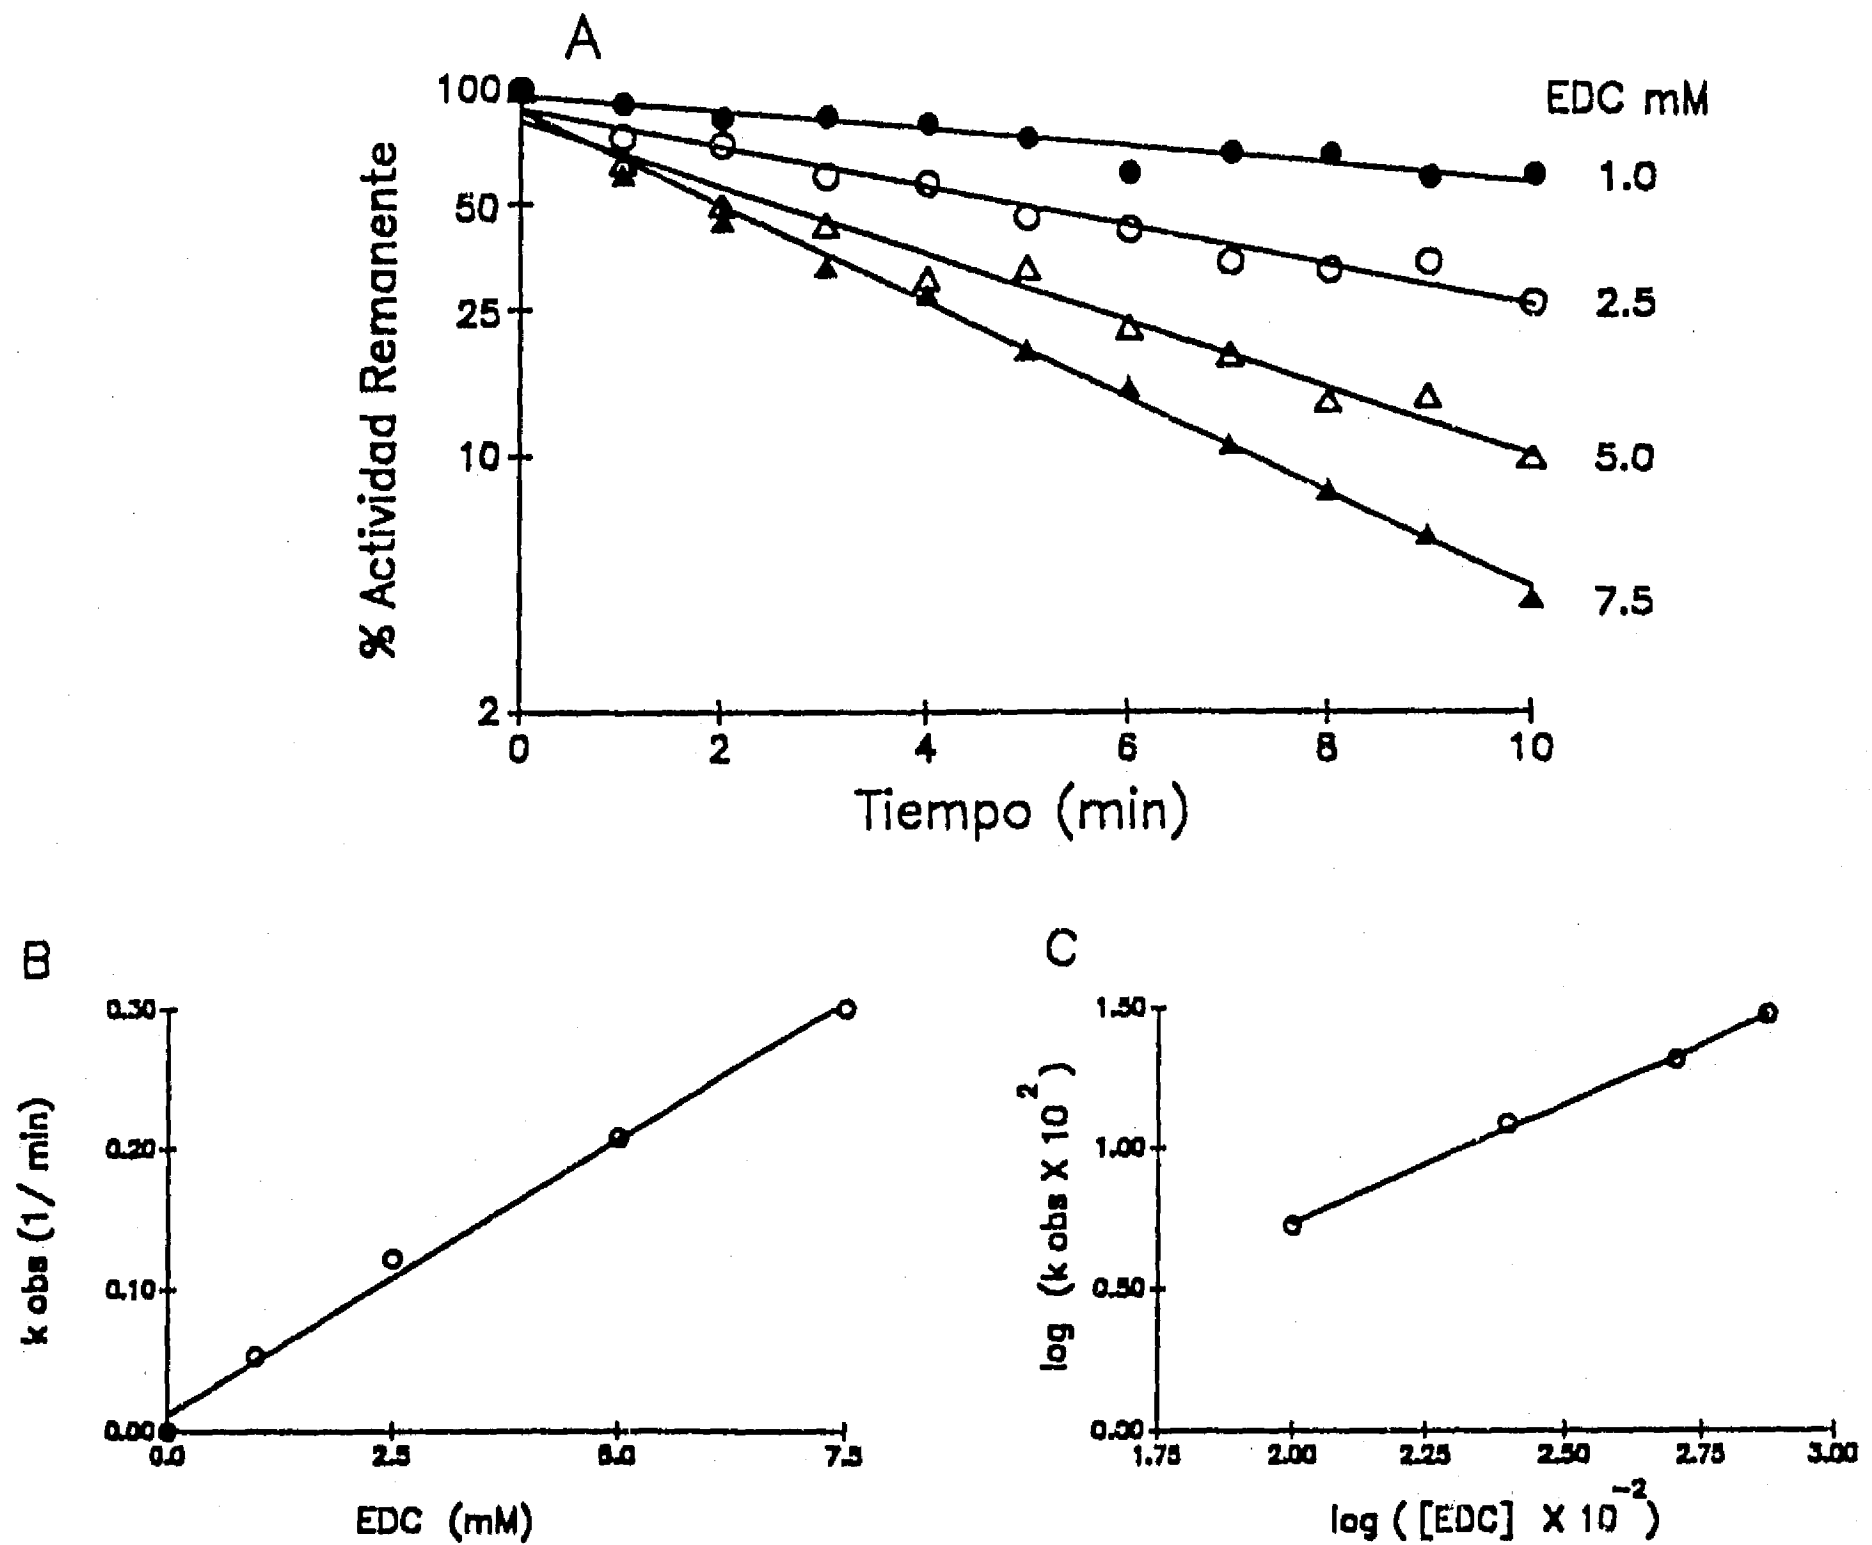 A
EDC mM
% Actividad Remanente
100
50
25
10
2
1.0
2.5
5.0
7.5
0 2 4 6 8 10
Tiempo (min)
B
k obs (1/ min)
0.30
0.20
0.10
0.00
0.0 2.5 5.0 7.5
EDC (mM)
C
log (k obs X 10²)
1.50
1.00
0.50
0.00
1.75 2.00 2.25 2.50 2.75 3.00
log ([EDC] X 10⁻²)